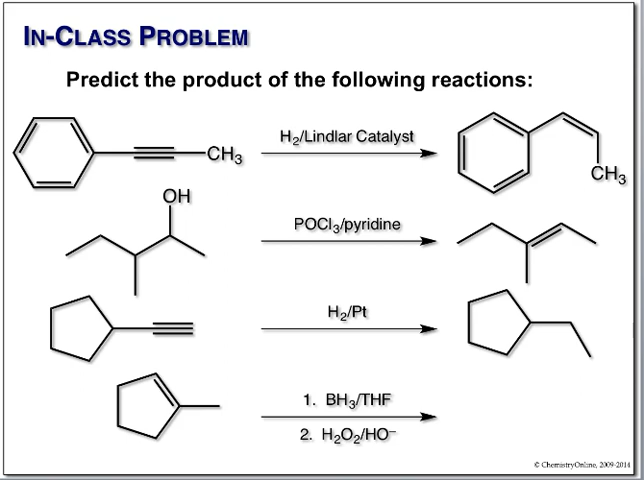 IN-CLASS PROBLEM
Predict the product of the following reactions:
H₂/Lindlar Catalyst
CH₃
CH₃
OH
POCl₃/pyridine
H₂/Pt
1. BH₃/THF
2. H₂O₂/HO⁻
© ChemistryOnline, 2009-2014